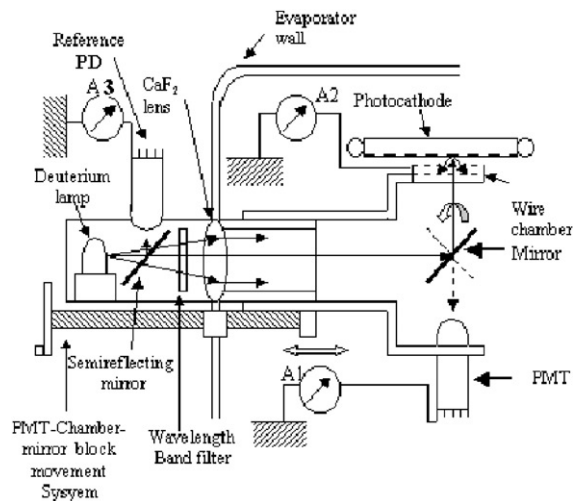 Evaporator
wall
Reference
PD
A 3
CaF2
lens
A2
Photocathode
Deuterium
lamp
Wire
chamber
Mirror
Semireflecting
mirror
A1
PMT
PMT-Chamber-
mirror block
movement
Sysyem
Wavelength
Band filter